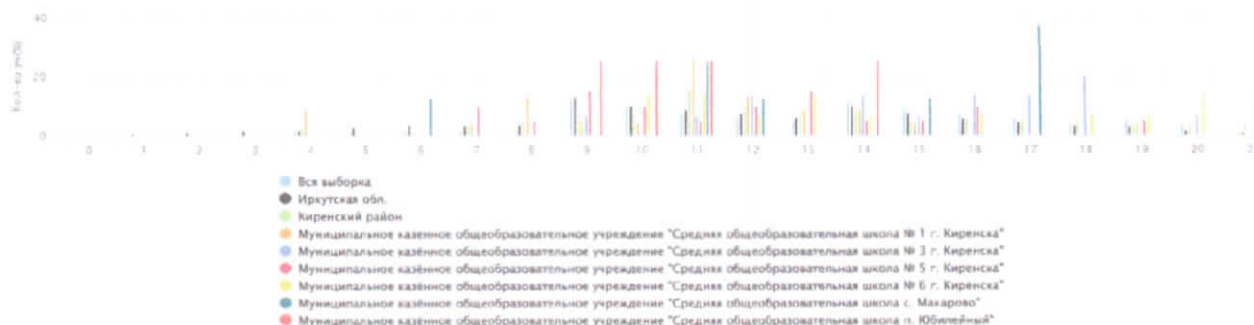 40
Кол-во учбй
20
0
0 1 2 3 4 5 6 7 8 9 10 11 12 13 14 15 16 17 18 19 20 2
Вся выборка
Иркутская обл.
Киренский район
Муниципальное казённое общеобразовательное учреждение "Средняя общеобразовательная школа № 1 г. Киренска"
Муниципальное казённое общеобразовательное учреждение "Средняя общеобразовательная школа № 3 г. Киренска"
Муниципальное казённое общеобразовательное учреждение "Средняя общеобразовательная школа № 5 г. Киренска"
Муниципальное казённое общеобразовательное учреждение "Средняя общеобразовательная школа № 6 г. Киренска"
Муниципальное казённое общеобразовательное учреждение "Средняя общеобразовательная школа с. Макарово"
Муниципальное казённое общеобразовательное учреждение "Средняя общеобразовательная школа п. Юбилейный"